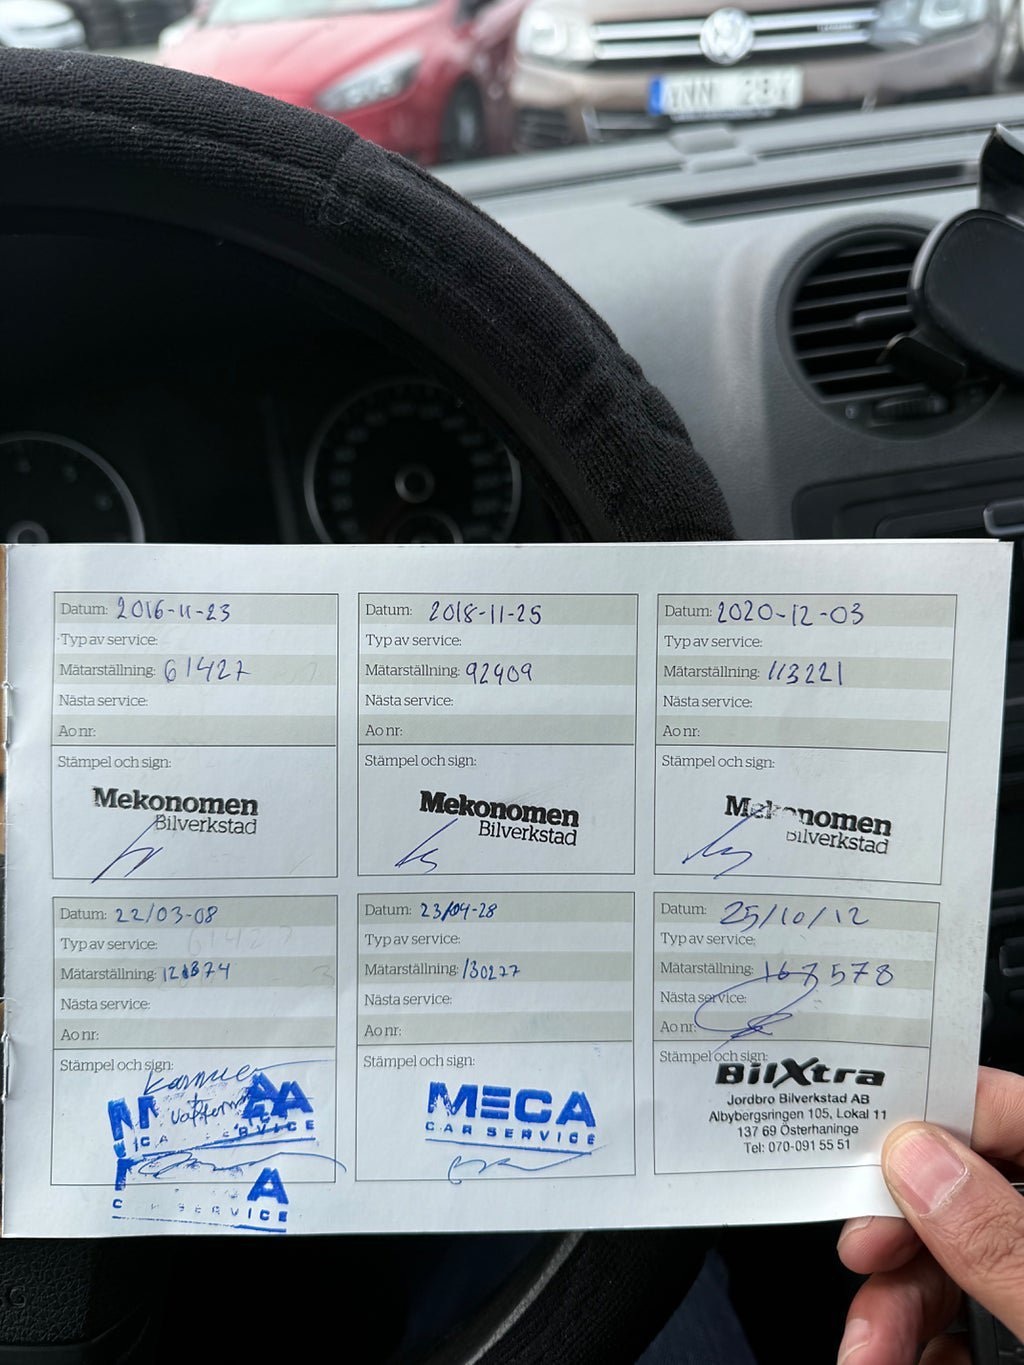 Datum: 2016-11-23
Typ av service:
Mätarställning: 61427
Nästa service:
Ao nr:
Stämpel och sign:
Mekonomen
Bilverkstad
Datum: 2018-11-25
Typ av service:
Mätarställning: 92409
Nästa service:
Ao nr:
Stämpel och sign:
Mekonomen
Bilverkstad
Datum: 2020-12-03
Typ av service:
Mätarställning: 113221
Nästa service:
Ao nr:
Stämpel och sign:
Mekonomen
Bilverkstad
Datum: 22/03-08
Typ av service:
Mätarställning:
Nästa service:
Ao nr:
Stämpel och sign:
Datum: 23/04-28
Typ av service:
Mätarställning: 130277
Nästa service:
Ao nr:
Stämpel och sign:
MECA
CAR SERVICE
Datum: 25/10/12
Typ av service:
Mätarställning: 167578
Nästa service:
Ao nr:
Stämpel och sign:
BilXtra
Jordbro Bilverkstad AB
Albybergsringen 105, Lokal 11
137 69 Österhaninge
Tel: 070-091 55 51